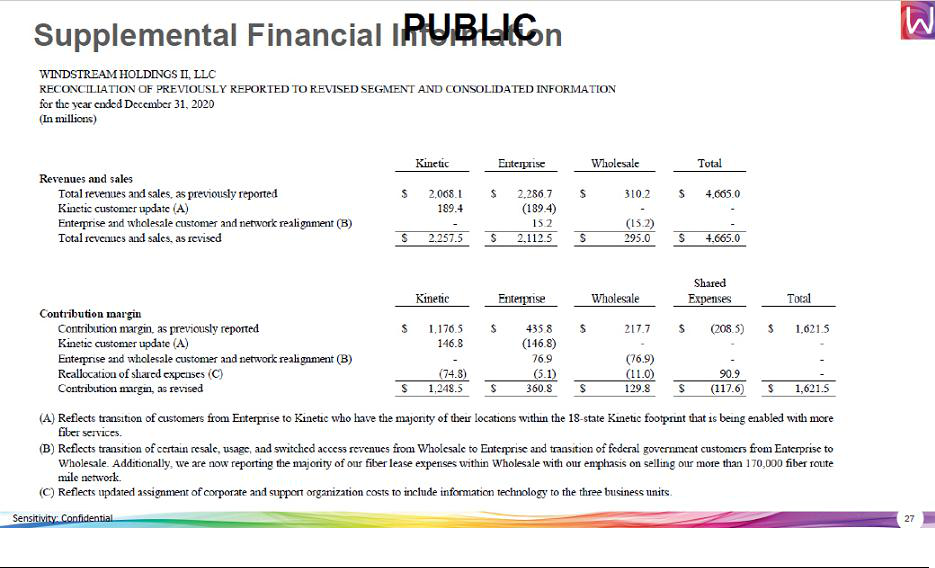 PUBLIC
Supplemental Financial Information
WINDSTREAM HOLDINGS II, LLC
RECONCILIATION OF PREVIOUSLY REPORTED TO REVISED SEGMENT AND CONSOLIDATED INFORMATION
for the year ended December 31, 2020
(In millions)
Kinetic Enterprise Wholesale Total
Revenues and sales
Total revenues and sales, as previously reported $ 2,068.1 $ 2,286.7 $ 310.2 $ 4,665.0
Kinetic customer update (A) 189.4 (189.4) - -
Enterprise and wholesale customer and network realignment (B) - 15.2 (15.2) -
Total revenues and sales, as revised $ 2,257.5 $ 2,112.5 $ 295.0 $ 4,665.0
Shared
Kinetic Enterprise Wholesale Expenses Total
Contribution margin
Contribution margin, as previously reported $ 1,176.5 $ 435.8 $ 217.7 $ (208.5) $ 1,621.5
Kinetic customer update (A) 146.8 (146.8) - - -
Enterprise and wholesale customer and network realignment (B) - 76.9 (76.9) - -
Reallocation of shared expenses (C) (74.8) (5.1) (11.0) 90.9 -
Contribution margin, as revised $ 1,248.5 $ 360.8 $ 129.8 $ (117.6) $ 1,621.5
(A) Reflects transition of customers from Enterprise to Kinetic who have the majority of their locations within the 18-state Kinetic footprint that is being enabled with more
fiber services.
(B) Reflects transition of certain resale, usage, and switched access revenues from Wholesale to Enterprise and transition of federal government customers from Enterprise to
Wholesale. Additionally, we are now reporting the majority of our fiber lease expenses within Wholesale with our emphasis on selling our more than 170,000 fiber route
mile network.
(C) Reflects updated assignment of corporate and support organization costs to include information technology to the three business units.
Sensitivity: Confidential
27